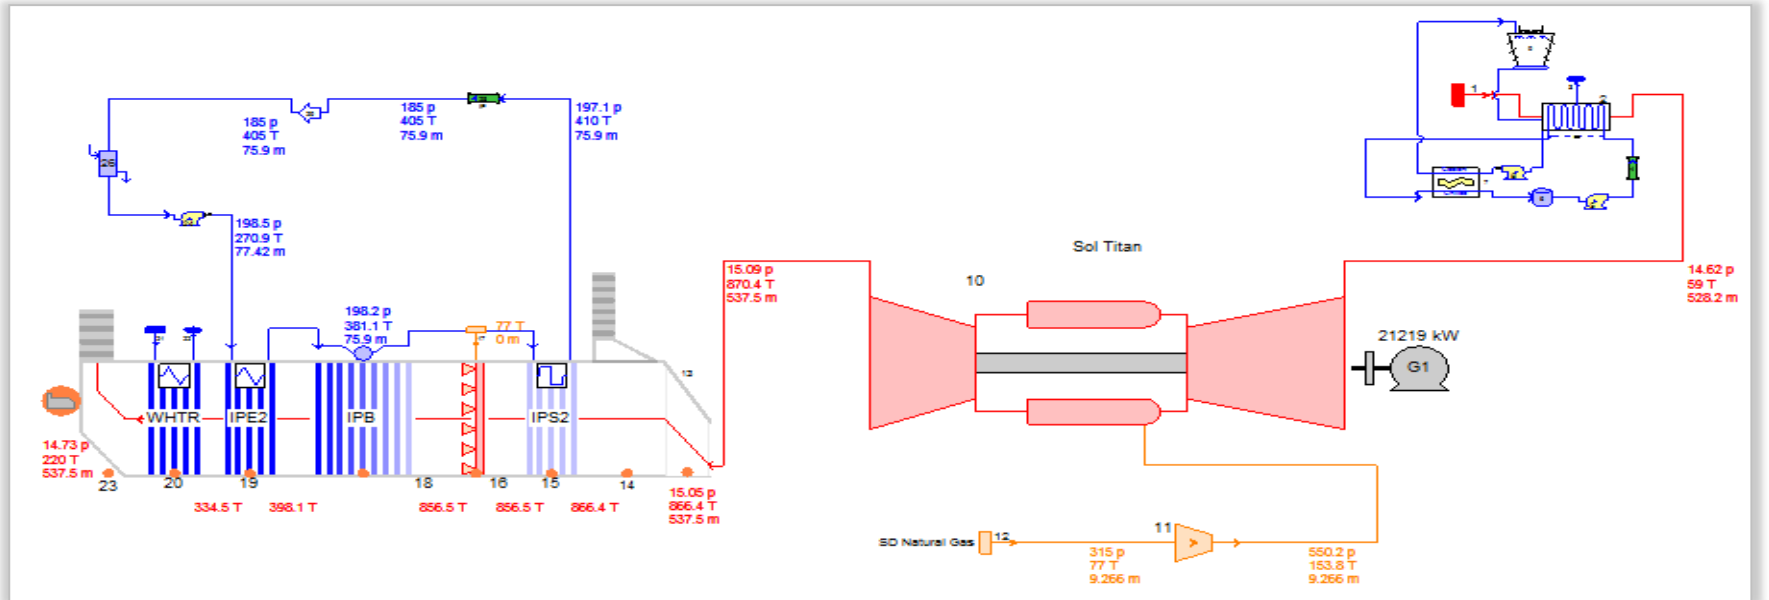 1
2
197.1 p
410 T
75.9 m
185 p
405 T
75.9 m
185 p
405 T
75.9 m
26
198.5 p
270.9 T
77.42 m
Sol Titan
10
15.09 p
870.4 T
537.5 m
14.62 p
59 T
528.2 m
198.2 p
381.1 T
75.9 m
77 T
0 m
21219 kW
G1
13
WHTR
IPE2
IPB
IPS2
14.73 p
220 T
537.5 m
23
20
19
18
16
15
14
334.5 T
398.1 T
856.5 T
856.5 T
866.4 T
15.05 p
866.4 T
537.5 m
SD Natural Gas
12
11
315 p
77 T
9.266 m
550.2 p
153.8 T
9.266 m